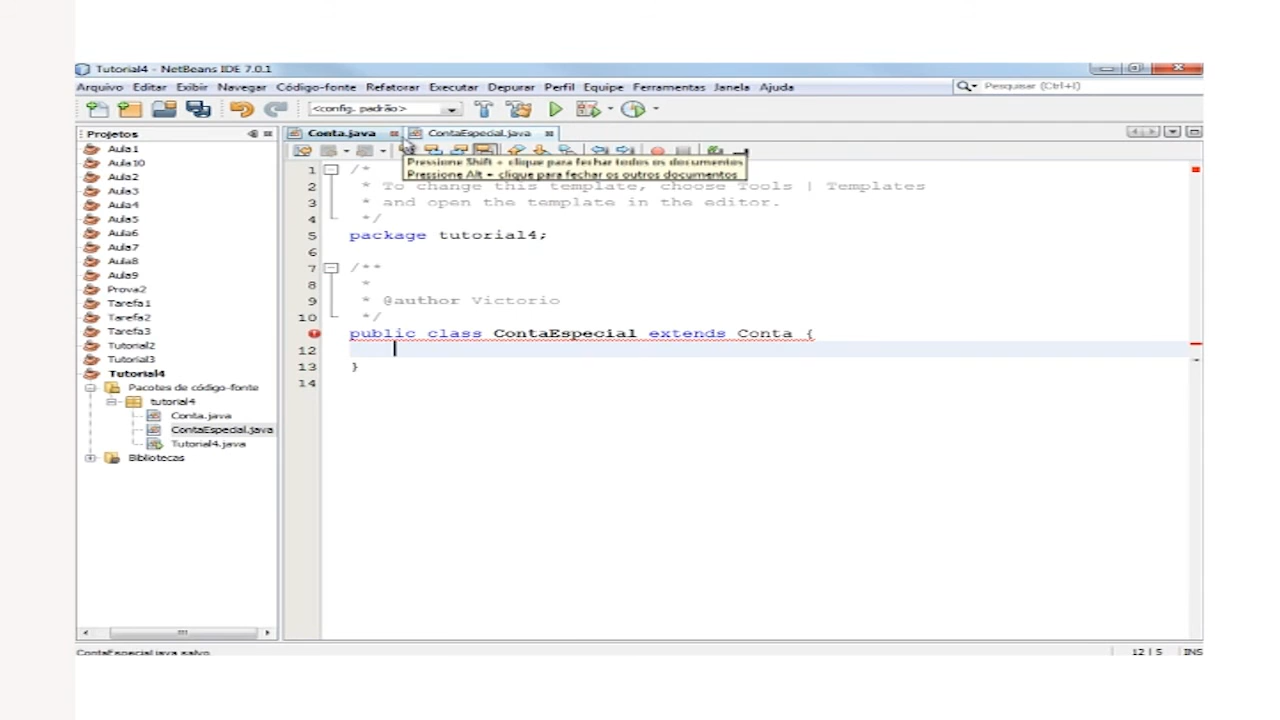 Tutorial4 - NetBeans IDE 7.0.1
Arquivo Editar Exibir Navegar Código-fonte Refatorar Executar Depurar Perfil Equipe Ferramentas Janela Ajuda
Pesquisar (Ctrl+I)
<config. padrão>
Projetos
Conta.java
ContaEspecial.java
Pressione Shift + clique para fechar todos os documentos
Pressione Alt + clique para fechar os outros documentos
Aula1
Aula10
Aula2
Aula3
Aula4
Aula5
Aula6
Aula7
Aula8
Aula9
Prova2
Tarefa1
Tarefa2
Tarefa3
Tutorial2
Tutorial3
Tutorial4
Pacotes de código-fonte
tutorial4
Conta.java
ContaEspecial.java
Tutorial4.java
Bibliotecas
1 /*
2 * To change this template, choose Tools | Templates
3 * and open the template in the editor.
4 */
5 package tutorial4;
6
7 /**
8 *
9 * @author Victorio
10 */
public class ContaEspecial extends Conta {
12
13 }
14
ContaEspecial.java salvo.
12 | 5 INS